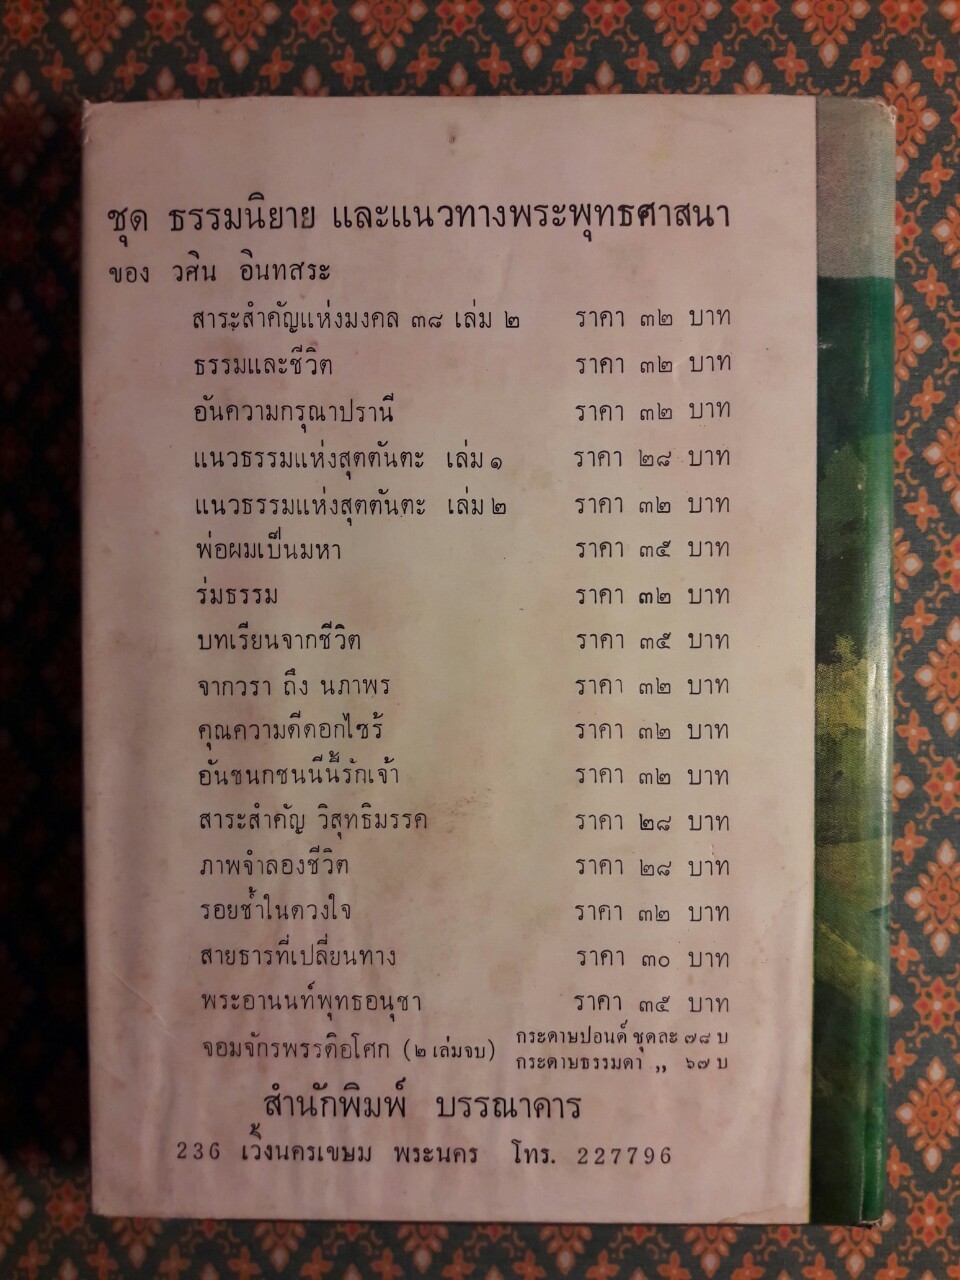 ชุด ธรรมนิยาย และแนวทางพระพุทธศาสนา
ของ วศิน อินทสระ
สาระสำคัญแห่งมงคล ๓๘ เล่ม ๒ ราคา ๓๒ บาท
ธรรมและชีวิต ราคา ๓๒ บาท
อันความกรุณาปรานี ราคา ๓๒ บาท
แนวธรรมแห่งสุตตันตะ เล่ม ๑ ราคา ๒๘ บาท
แนวธรรมแห่งสุตตันตะ เล่ม ๒ ราคา ๓๒ บาท
พ่อผมเป็นมหา ราคา ๓๕ บาท
ร่มธรรม ราคา ๓๒ บาท
บทเรียนจากชีวิต ราคา ๓๕ บาท
จากวรา ถึง นภาพร ราคา ๓๒ บาท
คุณความดีดอกไซร้ ราคา ๓๒ บาท
อันชนกชนนีนี้รักเจ้า ราคา ๓๒ บาท
สาระสำคัญ วิสุทธิมรรค ราคา ๒๘ บาท
ภาพจำลองชีวิต ราคา ๒๘ บาท
รอยช้ำในดวงใจ ราคา ๓๒ บาท
สายธารที่เปลี่ยนทาง ราคา ๓๐ บาท
พระอานนท์พุทธอนุชา ราคา ๓๕ บาท
จอมจักรพรรดิอโศก (๒ เล่มจบ) กระดาษปอนด์ ชุดละ ๗๘ บ
กระดาษธรรมดา ,, ๖๗ บ
สำนักพิมพ์ บรรณาคาร
236 เวิ้งนครเขษม พระนคร โทร. 227796